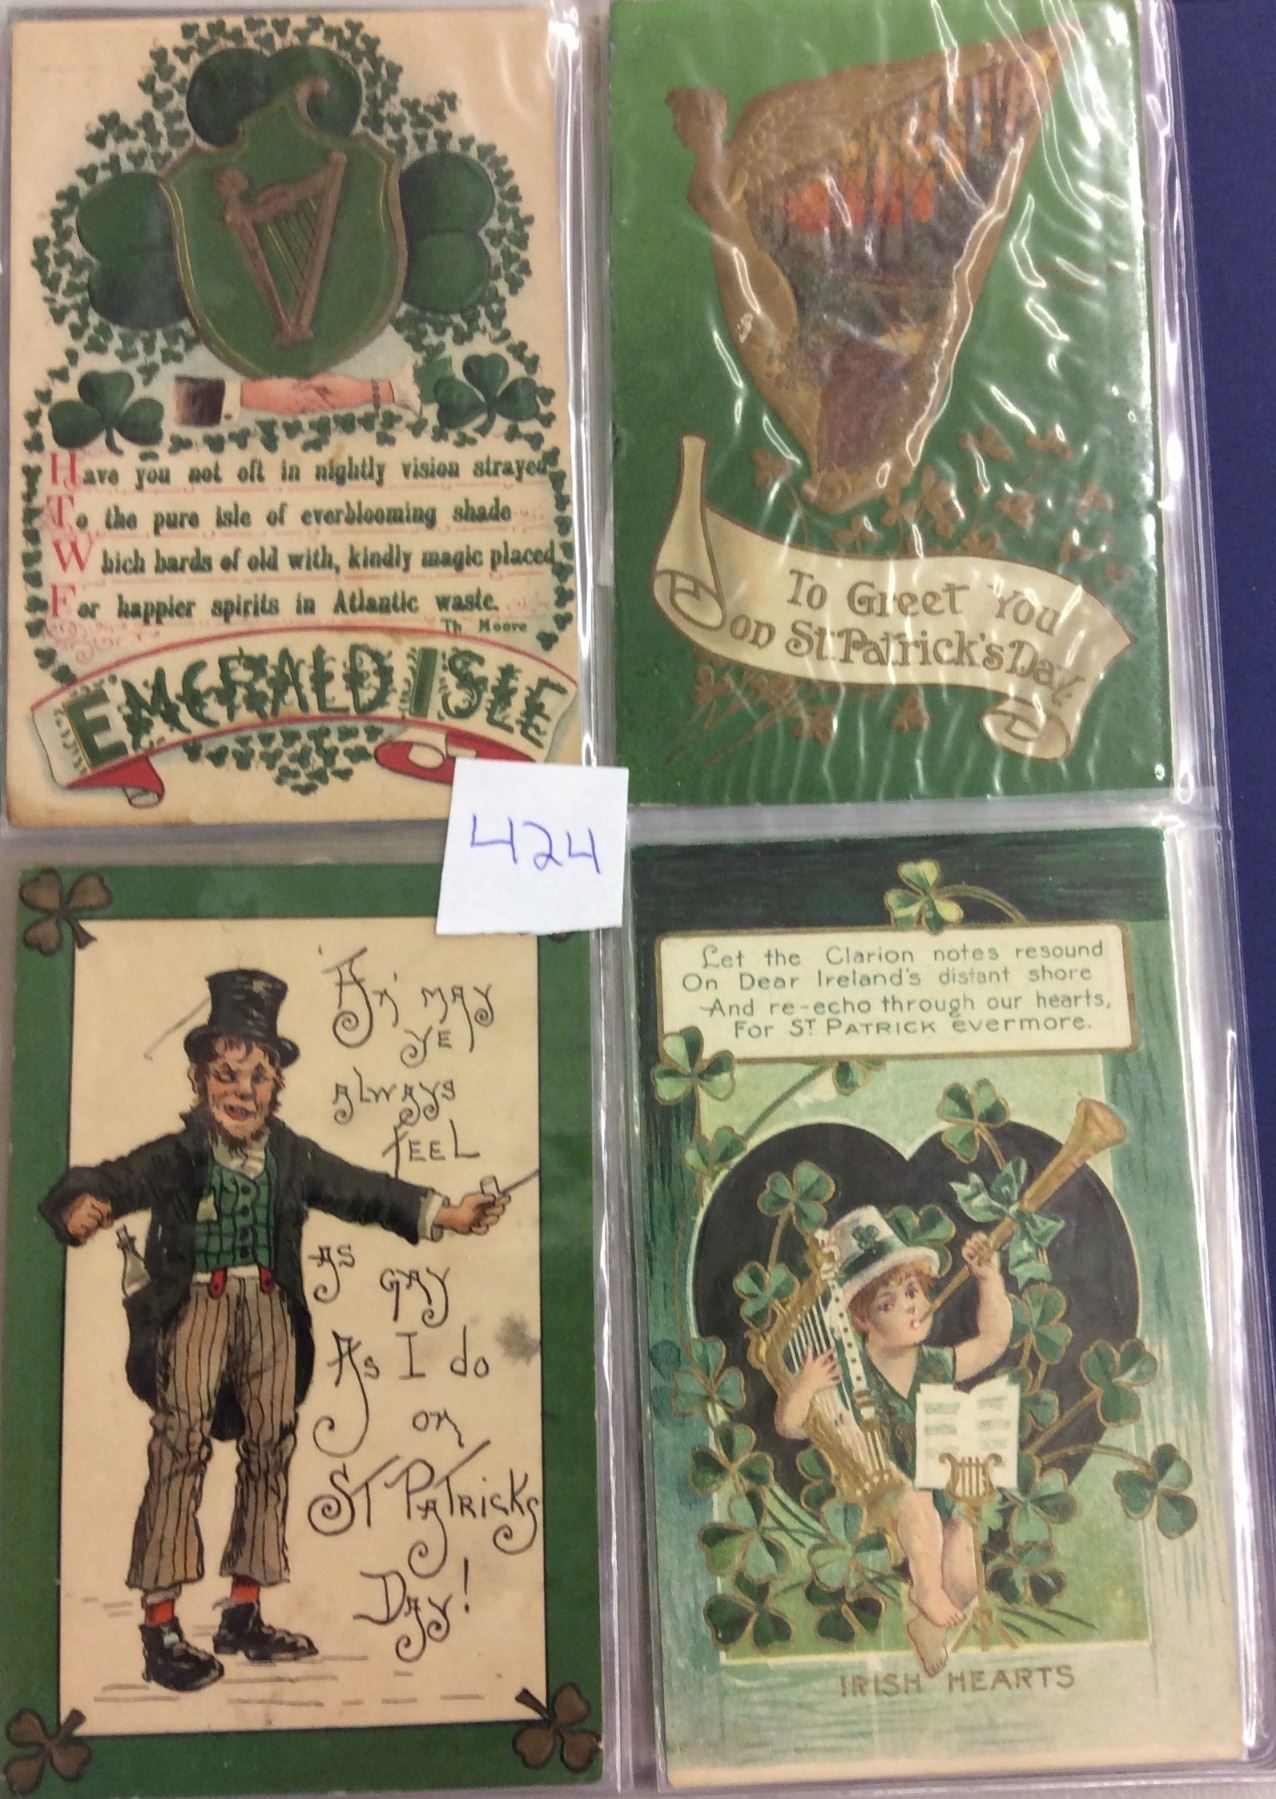 Have you not oft in nightly vision strayed
To the pure isle of everblooming shade
Which bards of old with, kindly magic placed
For happier spirits in Atlantic waste.
Th Moore
EMERALD ISLE
To Greet You
on St Patrick's Day.
424
'An' may
ye
always
feel
as
gay
As I do
on
St Patricks
Day!
Let the Clarion notes resound
On Dear Ireland's distant shore
And re-echo through our hearts,
For ST. PATRICK evermore.
IRISH HEARTS